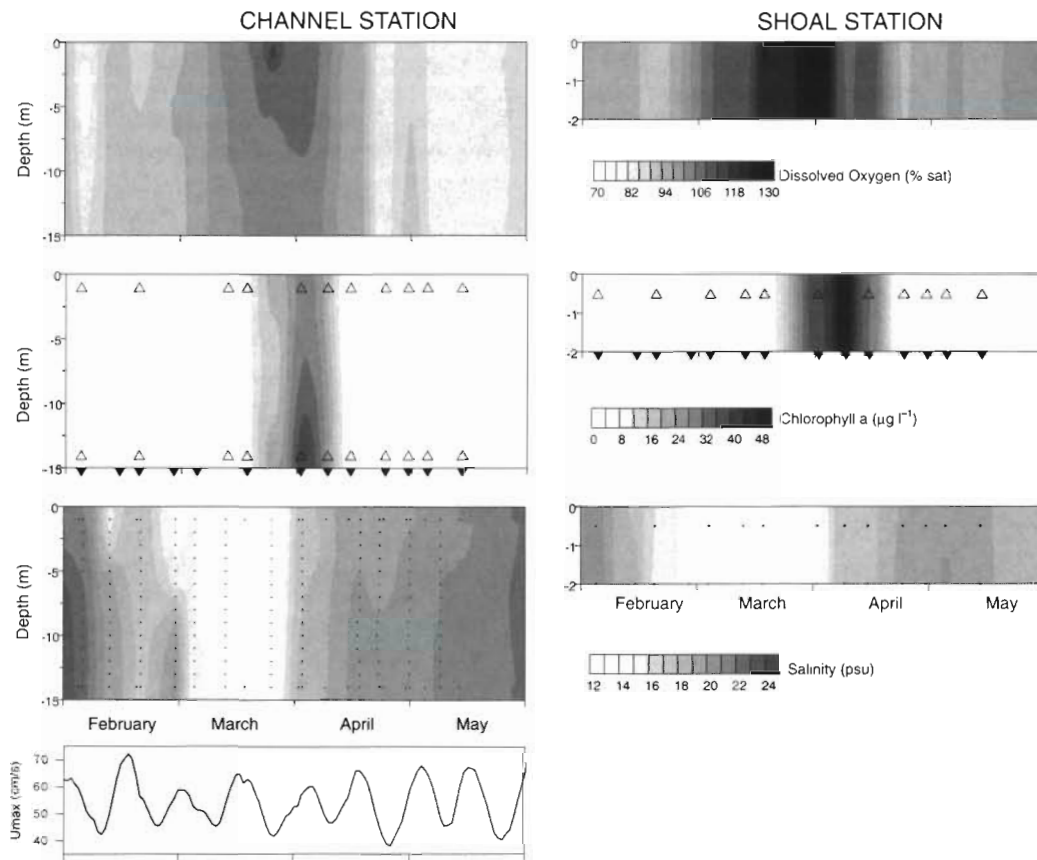 CHANNEL STATION
SHOAL STATION
0
-5
-10
-15
Depth (m)
0
-1
-2
70 82 94 106 118 130
Dissolved Oxygen (% sat)
0
-5
-10
-15
Depth (m)
0
-1
-2
0 8 16 24 32 40 48
Chlorophyll a (µg l⁻¹)
0
-5
-10
-15
Depth (m)
February March April May
0
-1
-2
February March April May
12 14 16 18 20 22 24
Salinity (psu)
70
60
50
40
Umax (cm/s)